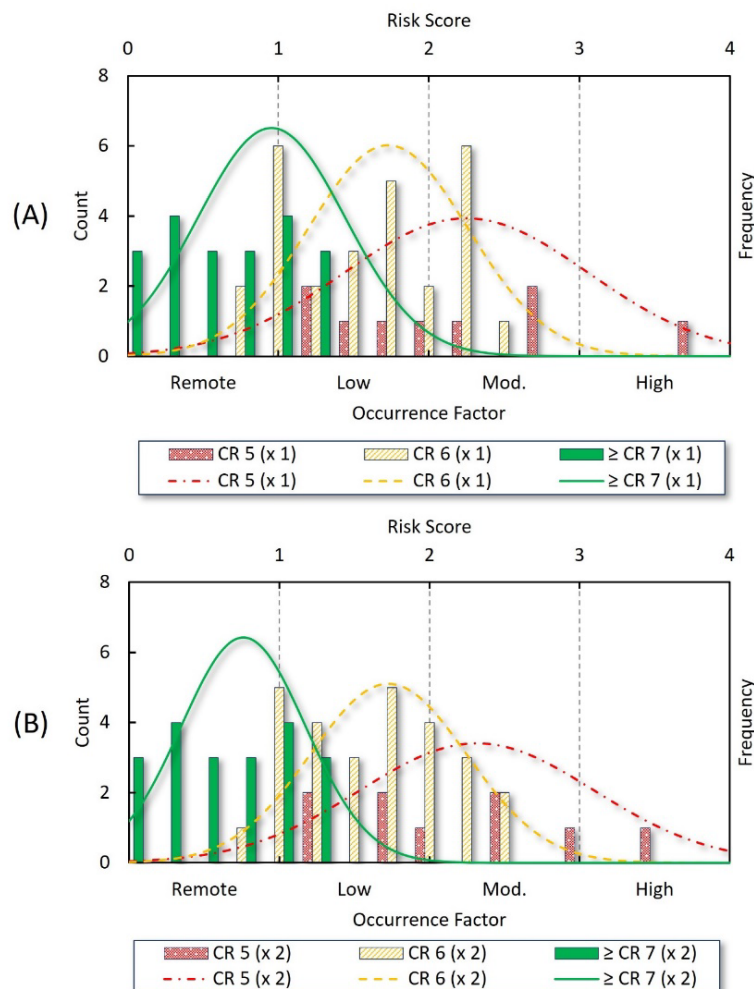 Risk Score
0 1 2 3 4
8
6
4
2
0
(A)
Count
Frequency
Remote Low Mod. High
Occurrence Factor
CR 5 (x 1) CR 6 (x 1) ≥ CR 7 (x 1)
CR 5 (x 1) CR 6 (x 1) ≥ CR 7 (x 1)
Risk Score
0 1 2 3 4
8
6
4
2
0
(B)
Count
Frequency
Remote Low Mod. High
Occurrence Factor
CR 5 (x 2) CR 6 (x 2) ≥ CR 7 (x 2)
CR 5 (x 2) CR 6 (x 2) ≥ CR 7 (x 2)